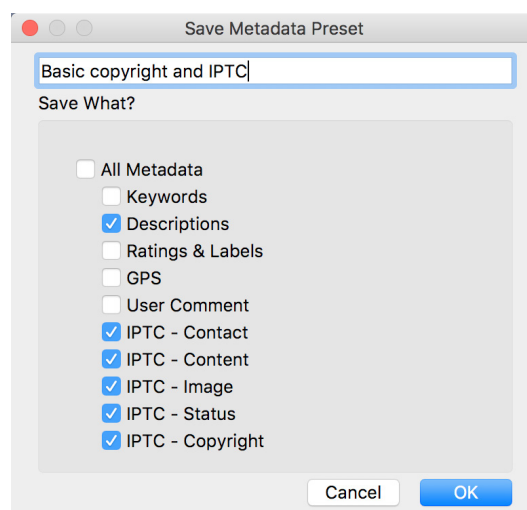 Save Metadata Preset
Basic copyright and IPTC
Save What?
All Metadata
Keywords
Descriptions
Ratings & Labels
GPS
User Comment
IPTC - Contact
IPTC - Content
IPTC - Image
IPTC - Status
IPTC - Copyright
Cancel OK